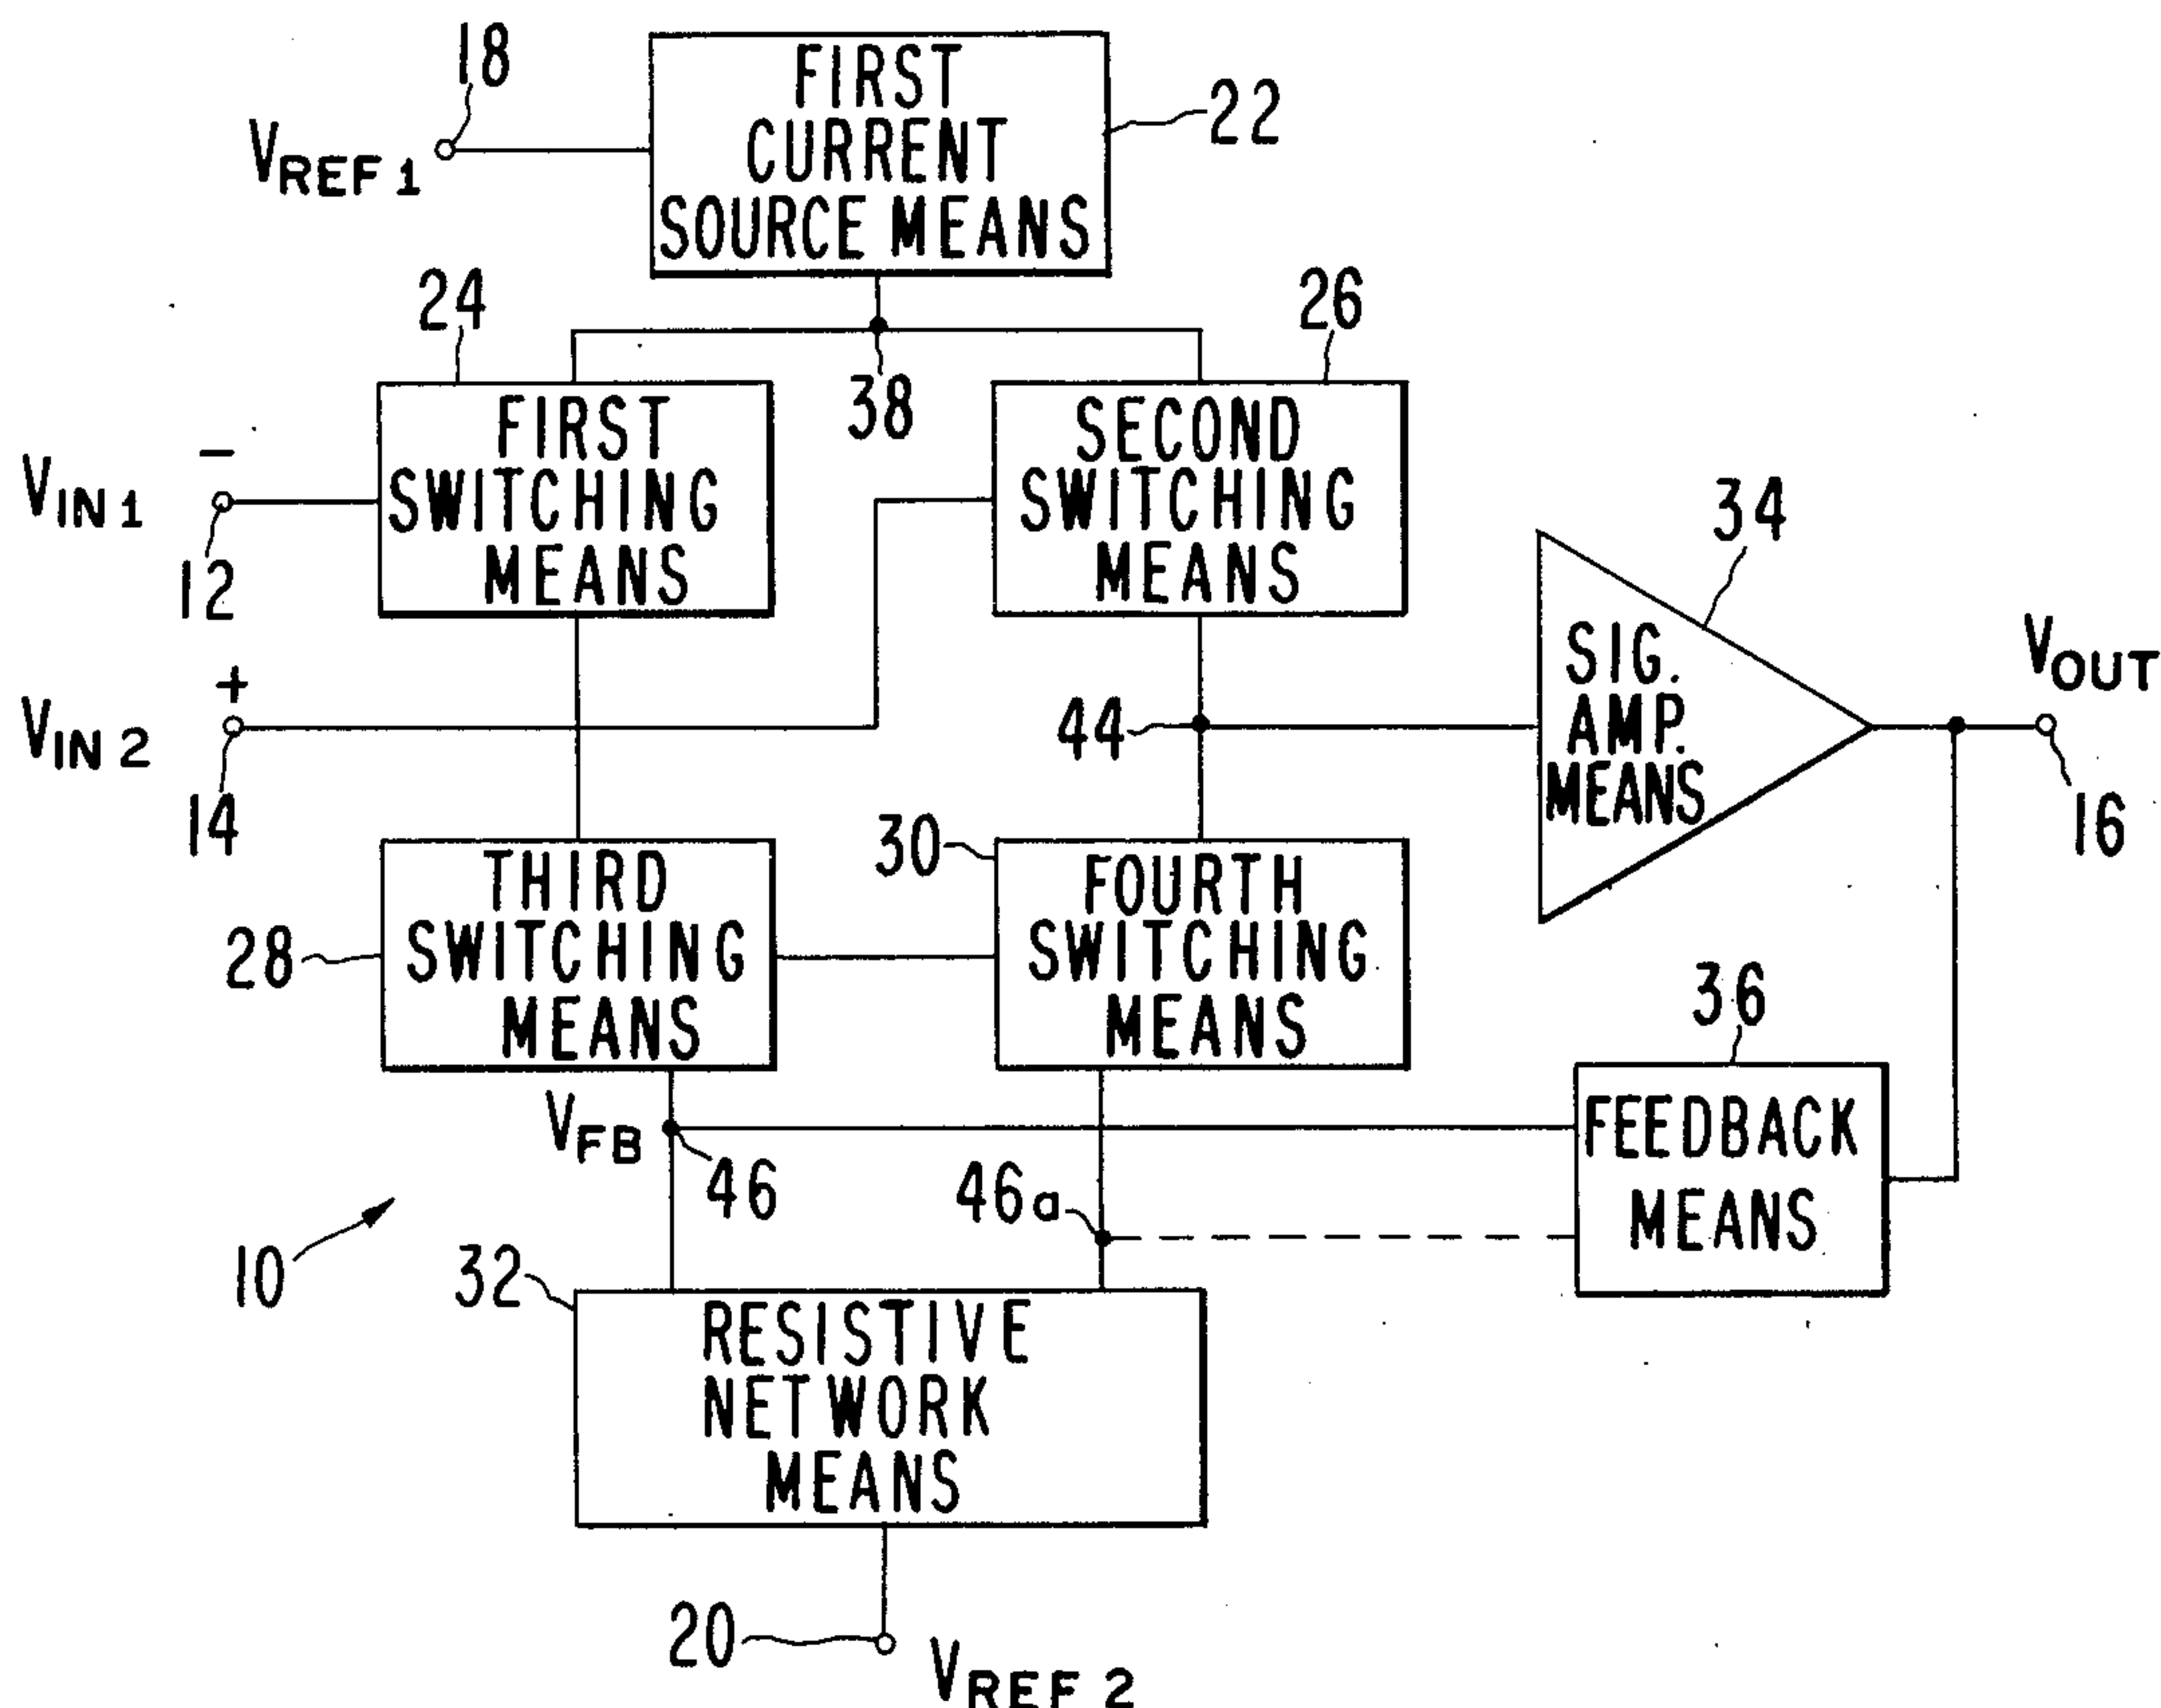 18
FIRST
CURRENT
SOURCE MEANS
22
VREF 1
24
26
38
FIRST
SWITCHING
MEANS
SECOND
SWITCHING
MEANS
34
−
VIN 1
12
SIG.
AMP.
MEANS
VOUT
+
VIN 2
14
44
16
30
THIRD
SWITCHING
MEANS
FOURTH
SWITCHING
MEANS
28
36
VFB
46
46a
FEEDBACK
MEANS
10
32
RESISTIVE
NETWORK
MEANS
20
VREF 2